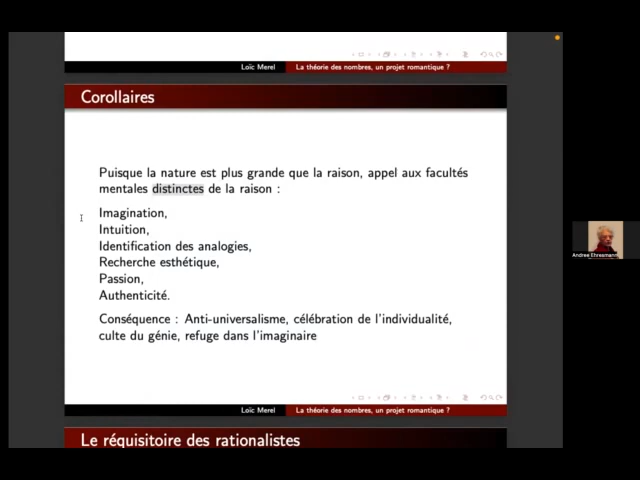 Loïc Merel La théorie des nombres, un projet romantique ?
Corollaires
Puisque la nature est plus grande que la raison, appel aux facultés
mentales distinctes de la raison :
Imagination,
Intuition,
Identification des analogies,
Recherche esthétique,
Passion,
Authenticité.
Conséquence : Anti-universalisme, célébration de l'individualité,
culte du génie, refuge dans l'imaginaire
Andree Ehresmann
Loïc Merel La théorie des nombres, un projet romantique ?
Le réquisitoire des rationalistes